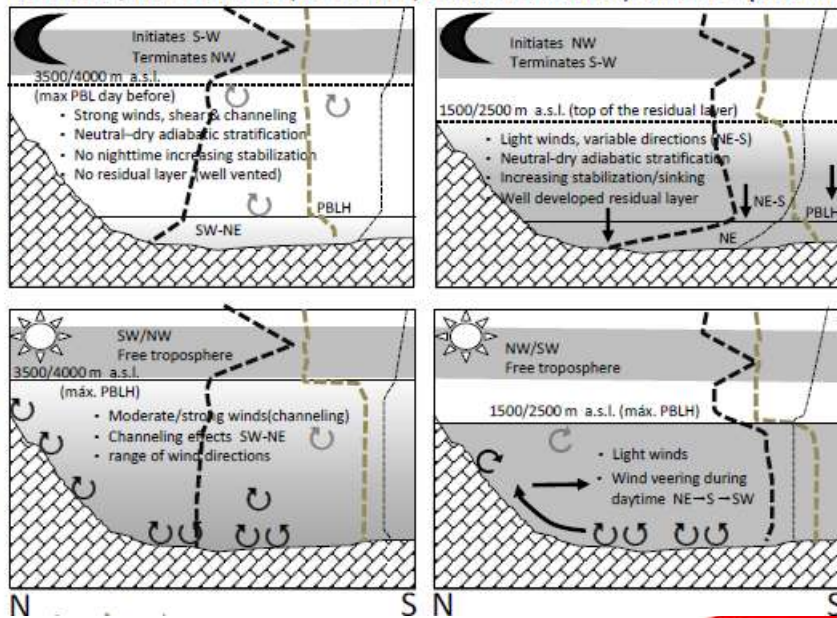 Initiates S-W
Terminates NW
3500/4000 m a.s.l.
(max PBL day before)
• Strong winds, shear & channeling
• Neutral–dry adiabatic stratification
• No nighttime increasing stabilization
• No residual layer (well vented)
PBLH
SW-NE
Initiates NW
Terminates S-W
1500/2500 m a.s.l. (top of the residual layer)
• Light winds, variable directions (NE-S)
• Neutral-dry adiabatic stratification
• Increasing stabilization/sinking
• Well developed residual layer
NE-S
PBLH
NE
SW/NW
Free troposphere
3500/4000 m a.s.l.
(máx. PBLH)
• Moderate/strong winds(channeling)
• Channeling effects SW-NE
• range of wind directions
NW/SW
Free troposphere
1500/2500 m a.s.l. (máx. PBLH)
• Light winds
• Wind veering during
daytime NE→S→SW
N
S
N
S